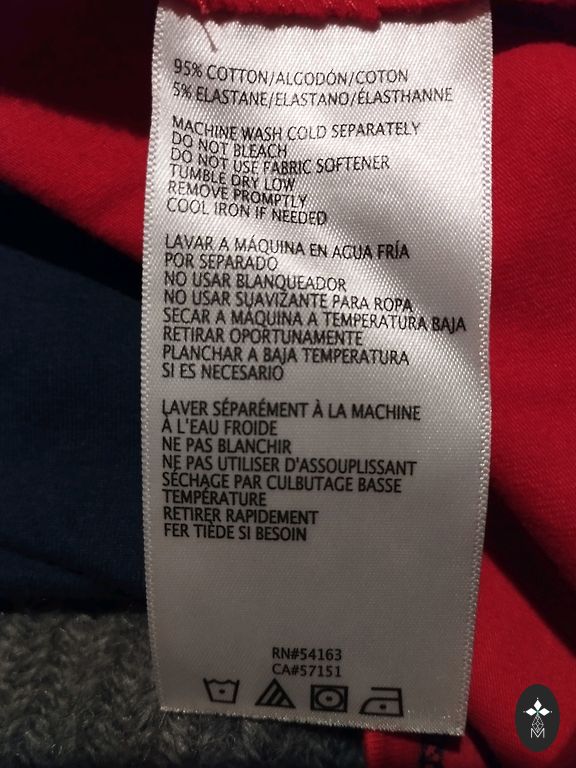 95% COTTON/ALGODÓN/COTON
5% ELASTANE/ELASTANO/ÉLASTHANNE
MACHINE WASH COLD SEPARATELY
DO NOT BLEACH
DO NOT USE FABRIC SOFTENER
TUMBLE DRY LOW
REMOVE PROMPTLY
COOL IRON IF NEEDED
LAVAR A MÁQUINA EN AGUA FRÍA
POR SEPARADO
NO USAR BLANQUEADOR
NO USAR SUAVIZANTE PARA ROPA
SECAR A MÁQUINA A TEMPERATURA BAJA
RETIRAR OPORTUNAMENTE
PLANCHAR A BAJA TEMPERATURA
SI ES NECESARIO
LAVER SÉPARÉMENT À LA MACHINE
À L'EAU FROIDE
NE PAS BLANCHIR
NE PAS UTILISER D'ASSOUPLISSANT
SÉCHAGE PAR CULBUTAGE BASSE
TEMPÉRATURE
RETIRER RAPIDEMENT
FER TIÈDE SI BESOIN
RN#54163
CA#57151